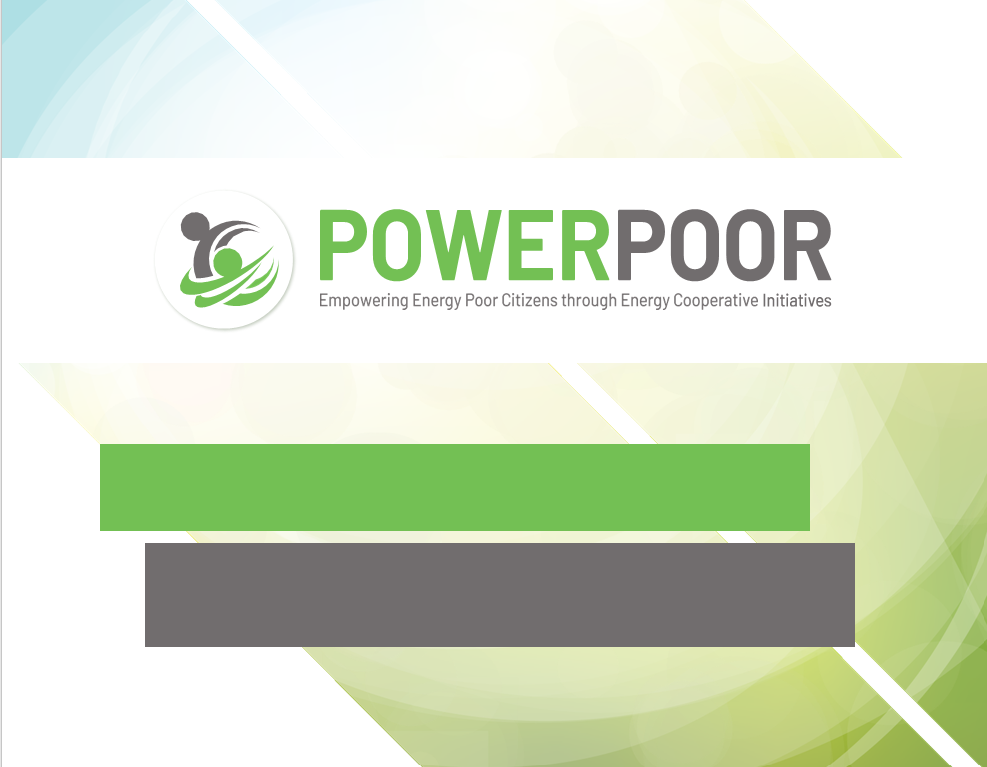 POWERPOOR
Empowering Energy Poor Citizens through Energy Cooperative Initiatives